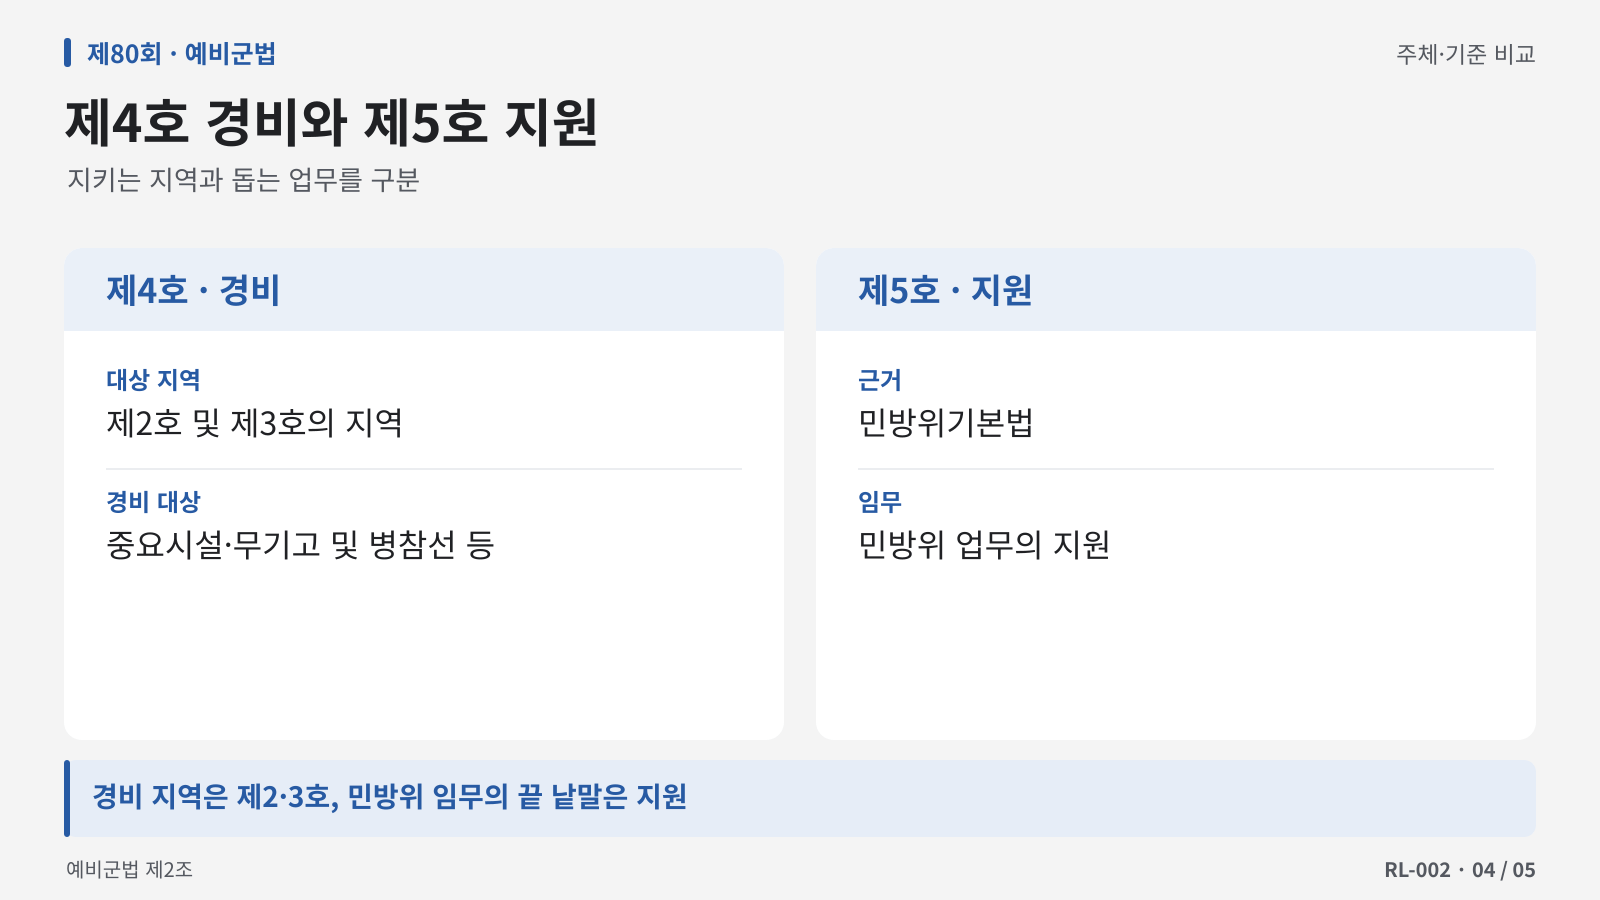 제80회 · 예비군법
주체·기준 비교
제4호 경비와 제5호 지원
지키는 지역과 돕는 업무를 구분
제4호 · 경비
대상 지역
제2호 및 제3호의 지역
경비 대상
중요시설·무기고 및 병참선 등
제5호 · 지원
근거
민방위기본법
임무
민방위 업무의 지원
경비 지역은 제2·3호, 민방위 임무의 끝 낱말은 지원
예비군법 제2조
RL-002 · 04 / 05